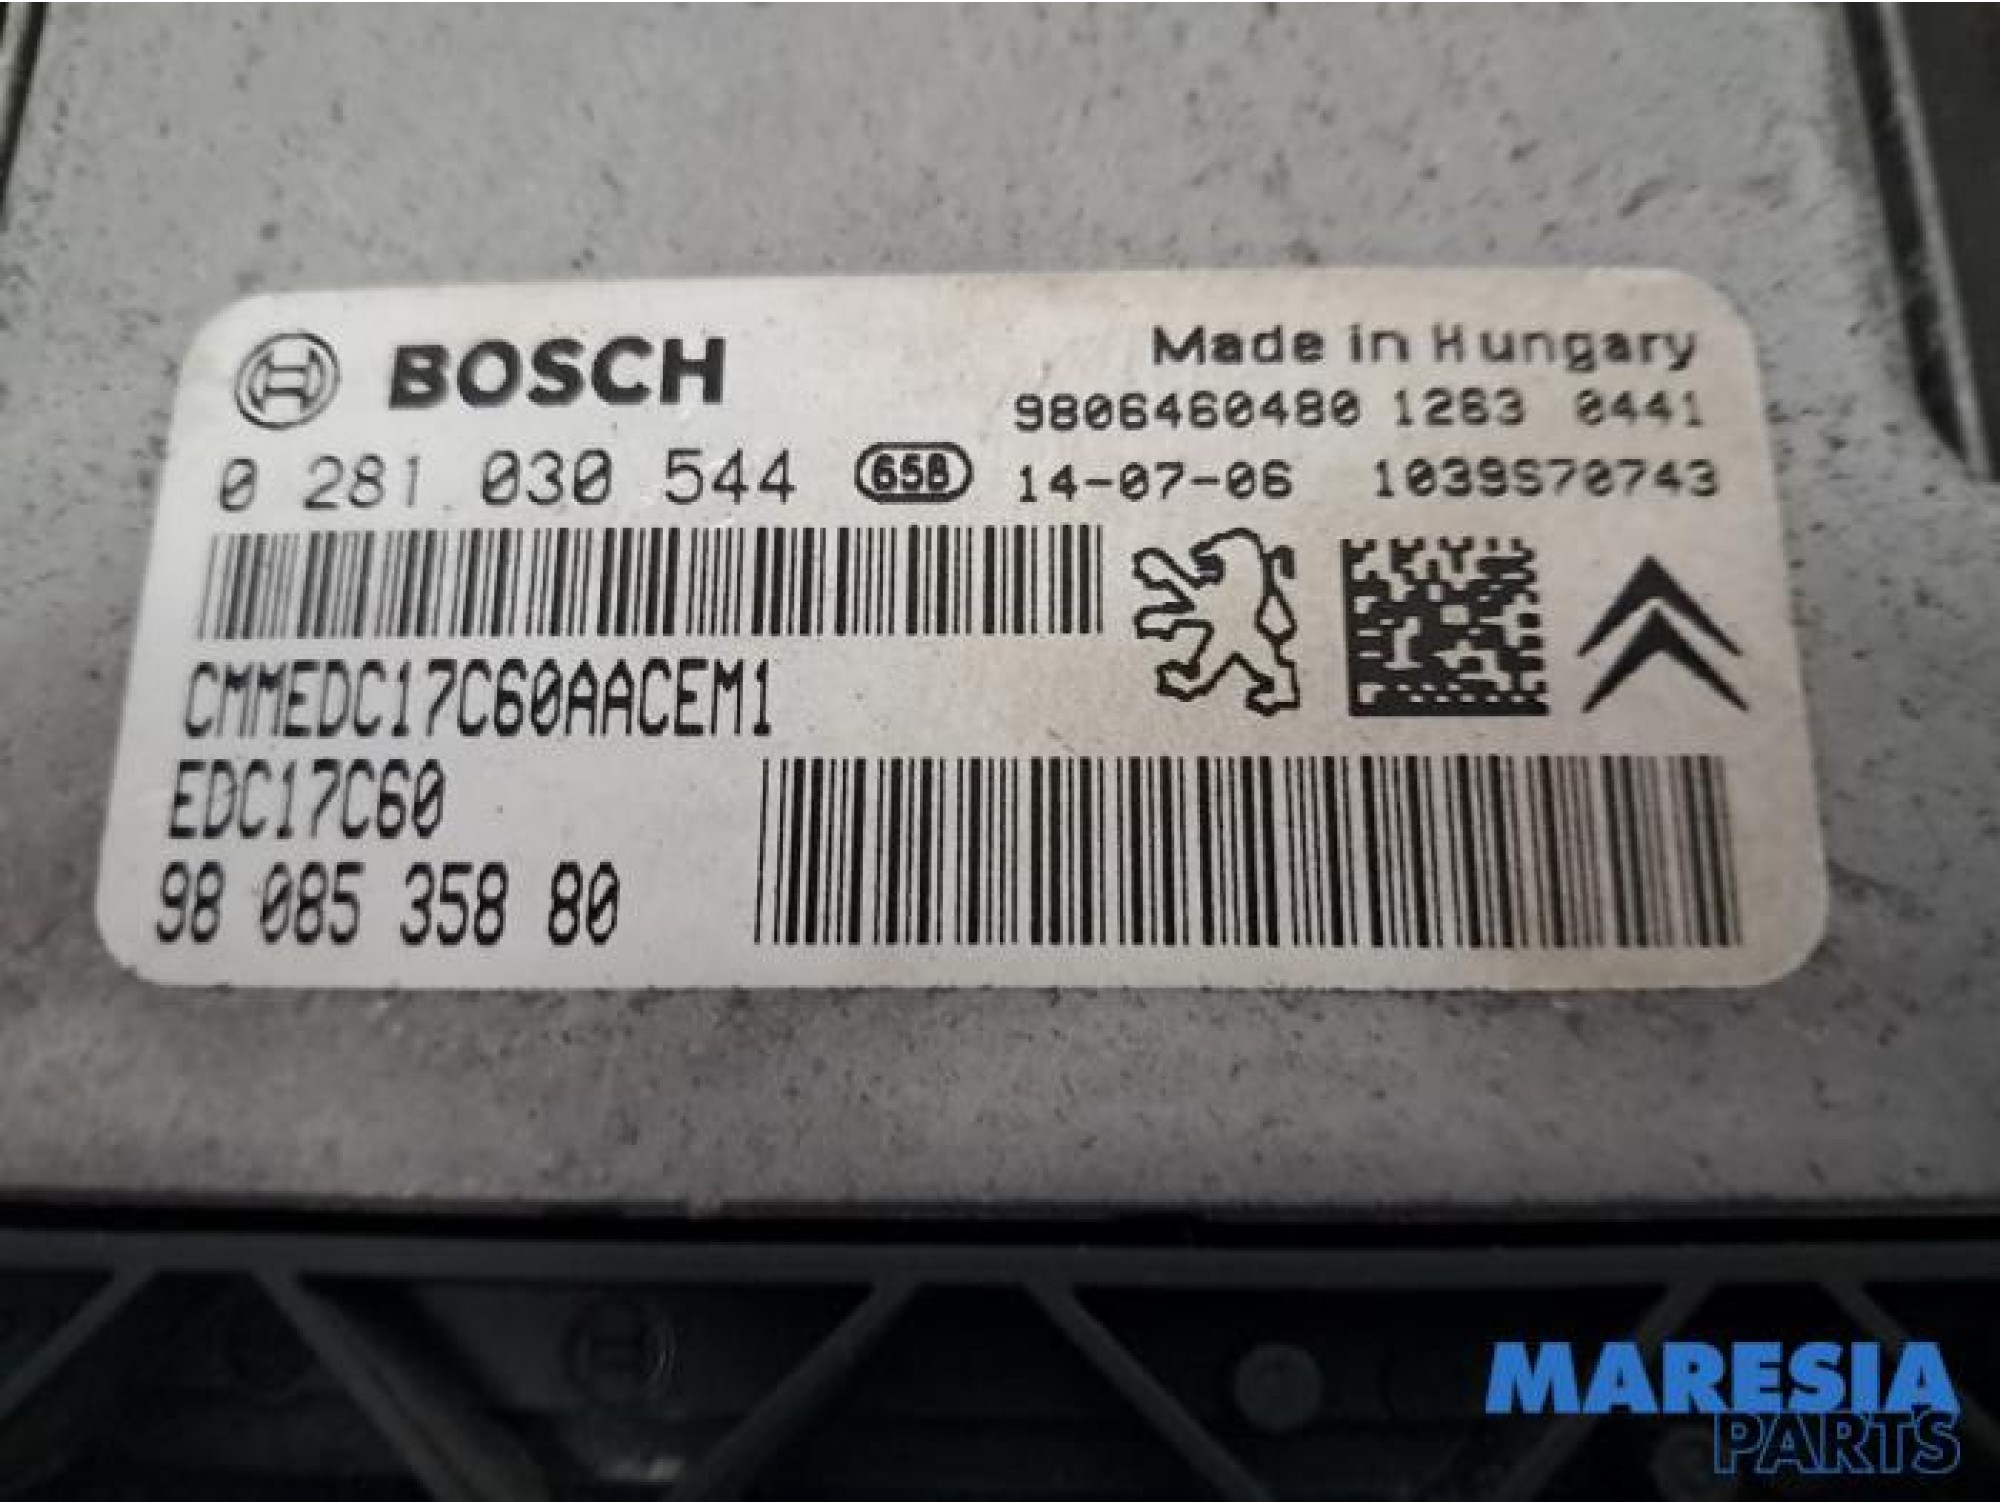 BOSCH
Made in Hungary
9806460480 1263 0441
0 281 030 544 658 14-07-06 1039S70743
CMMEDC17C60AACEM1
EDC17C60
98 085 358 80
MARESIA
PARTS